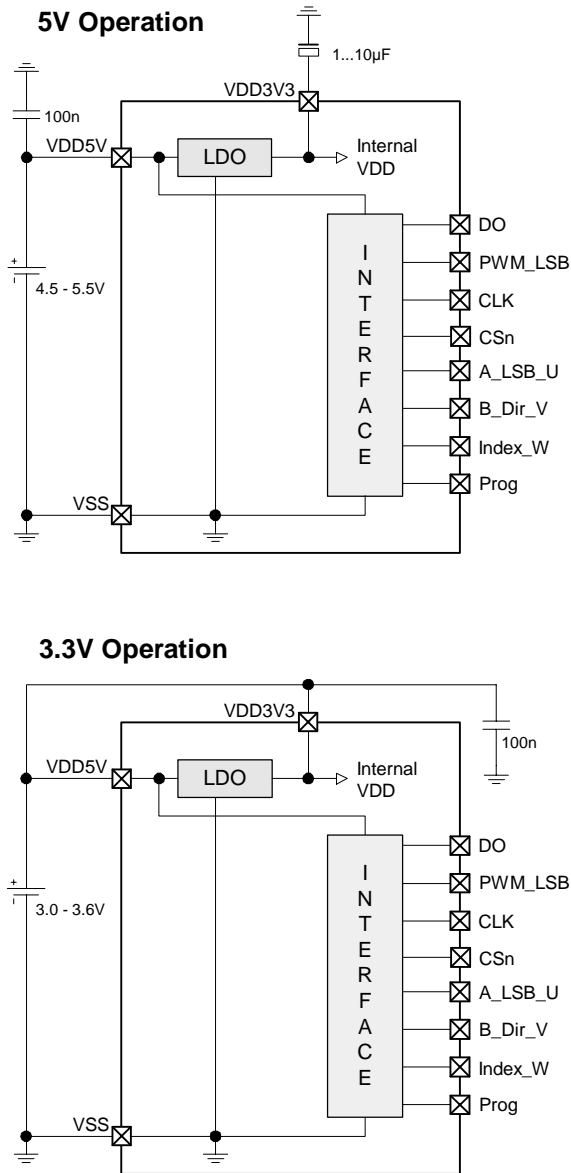 5V Operation
1...10µF
VDD3V3
100n
VDD5V
LDO
Internal
VDD
DO
PWM_LSB
CLK
CSn
A_LSB_U
B_Dir_V
Index_W
Prog
I
N
T
E
R
F
A
C
E
+
-
4.5 - 5.5V
VSS
3.3V Operation
VDD3V3
100n
VDD5V
LDO
Internal
VDD
DO
PWM_LSB
CLK
CSn
A_LSB_U
B_Dir_V
Index_W
Prog
I
N
T
E
R
F
A
C
E
+
-
3.0 - 3.6V
VSS